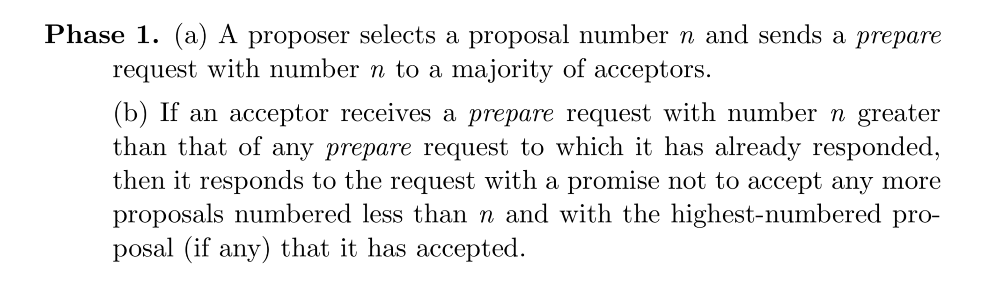 Phase 1. (a) A proposer selects a proposal number n and sends a prepare
request with number n to a majority of acceptors.
(b) If an acceptor receives a prepare request with number n greater
than that of any prepare request to which it has already responded,
then it responds to the request with a promise not to accept any more
proposals numbered less than n and with the highest-numbered pro-
posal (if any) that it has accepted.